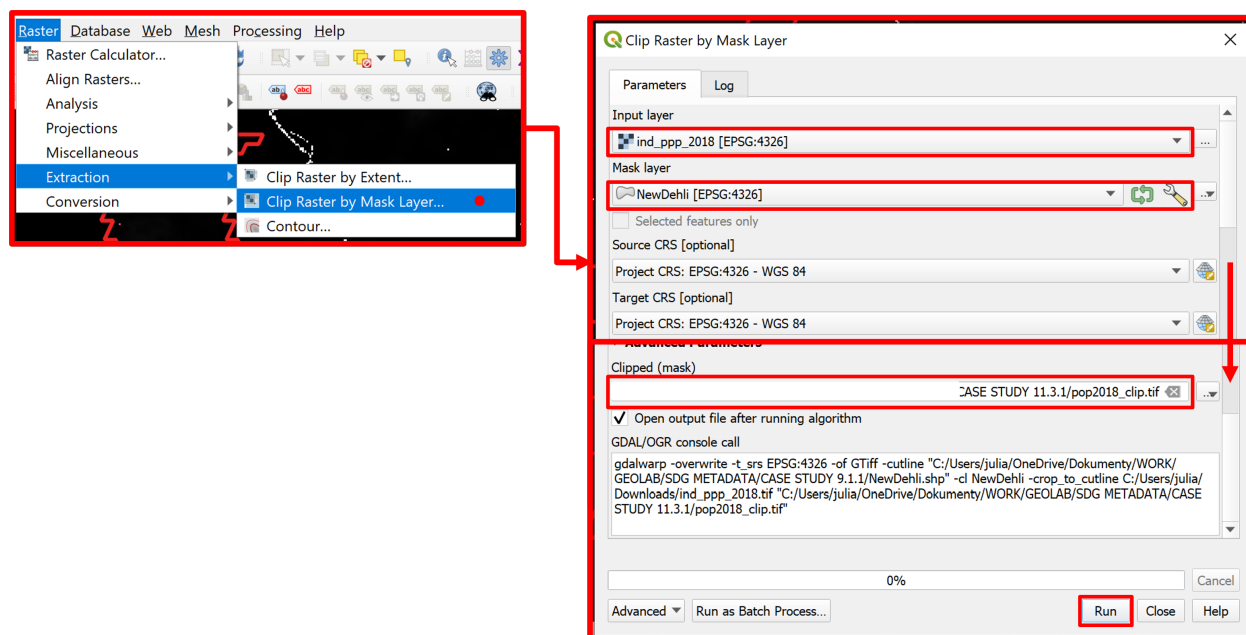 Raster Database Web Mesh Processing Help
Raster Calculator...
Align Rasters...
Analysis
Projections
Miscellaneous
Extraction
Conversion
Clip Raster by Extent...
Clip Raster by Mask Layer...
Contour...
Clip Raster by Mask Layer
Parameters Log
Input layer
ind_ppp_2018 [EPSG:4326]
...
Mask layer
NewDehli [EPSG:4326]
Selected features only
Source CRS [optional]
Project CRS: EPSG:4326 - WGS 84
Target CRS [optional]
Project CRS: EPSG:4326 - WGS 84
Advanced Parameters
Clipped (mask)
CASE STUDY 11.3.1/pop2018_clip.tif
Open output file after running algorithm
GDAL/OGR console call
gdalwarp -overwrite -t_srs EPSG:4326 -of GTiff -cutline "C:/Users/julia/OneDrive/Dokumenty/WORK/
GEOLAB/SDG METADATA/CASE STUDY 9.1.1/NewDehli.shp" -cl NewDehli -crop_to_cutline C:/Users/julia/
Downloads/ind_ppp_2018.tif "C:/Users/julia/OneDrive/Dokumenty/WORK/GEOLAB/SDG METADATA/CASE
STUDY 11.3.1/pop2018_clip.tif"
0%
Cancel
Advanced Run as Batch Process... Run Close Help